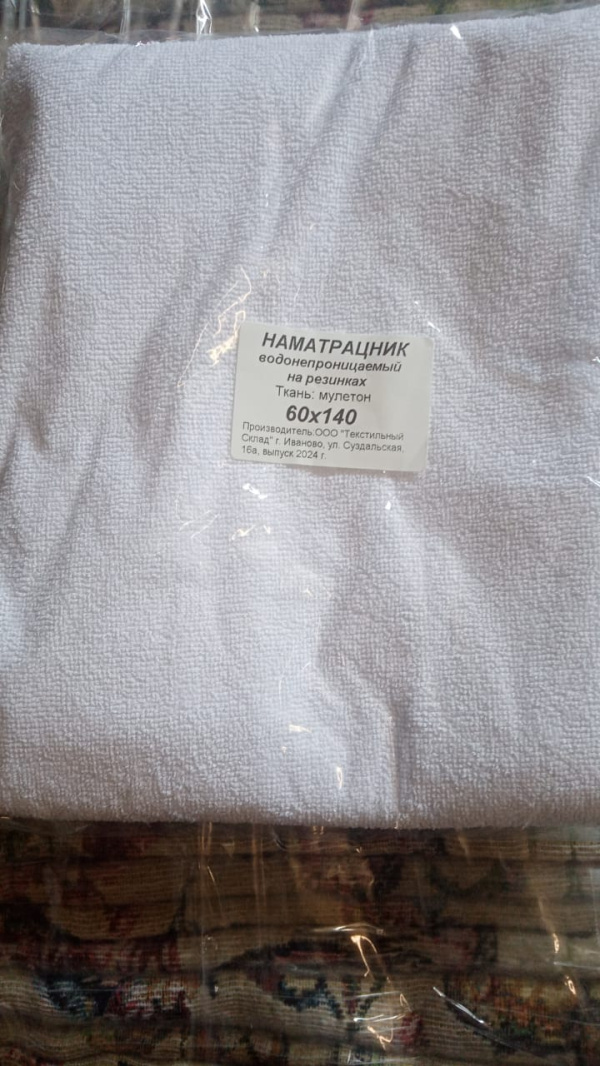 НАМАТРАЦНИК
водонепроницаемый
на резинках
Ткань: мулетон
60х140
Производитель:ООО "Текстильный
Склад" г. Иваново, ул. Суздальская,
16а, выпуск 2024 г.